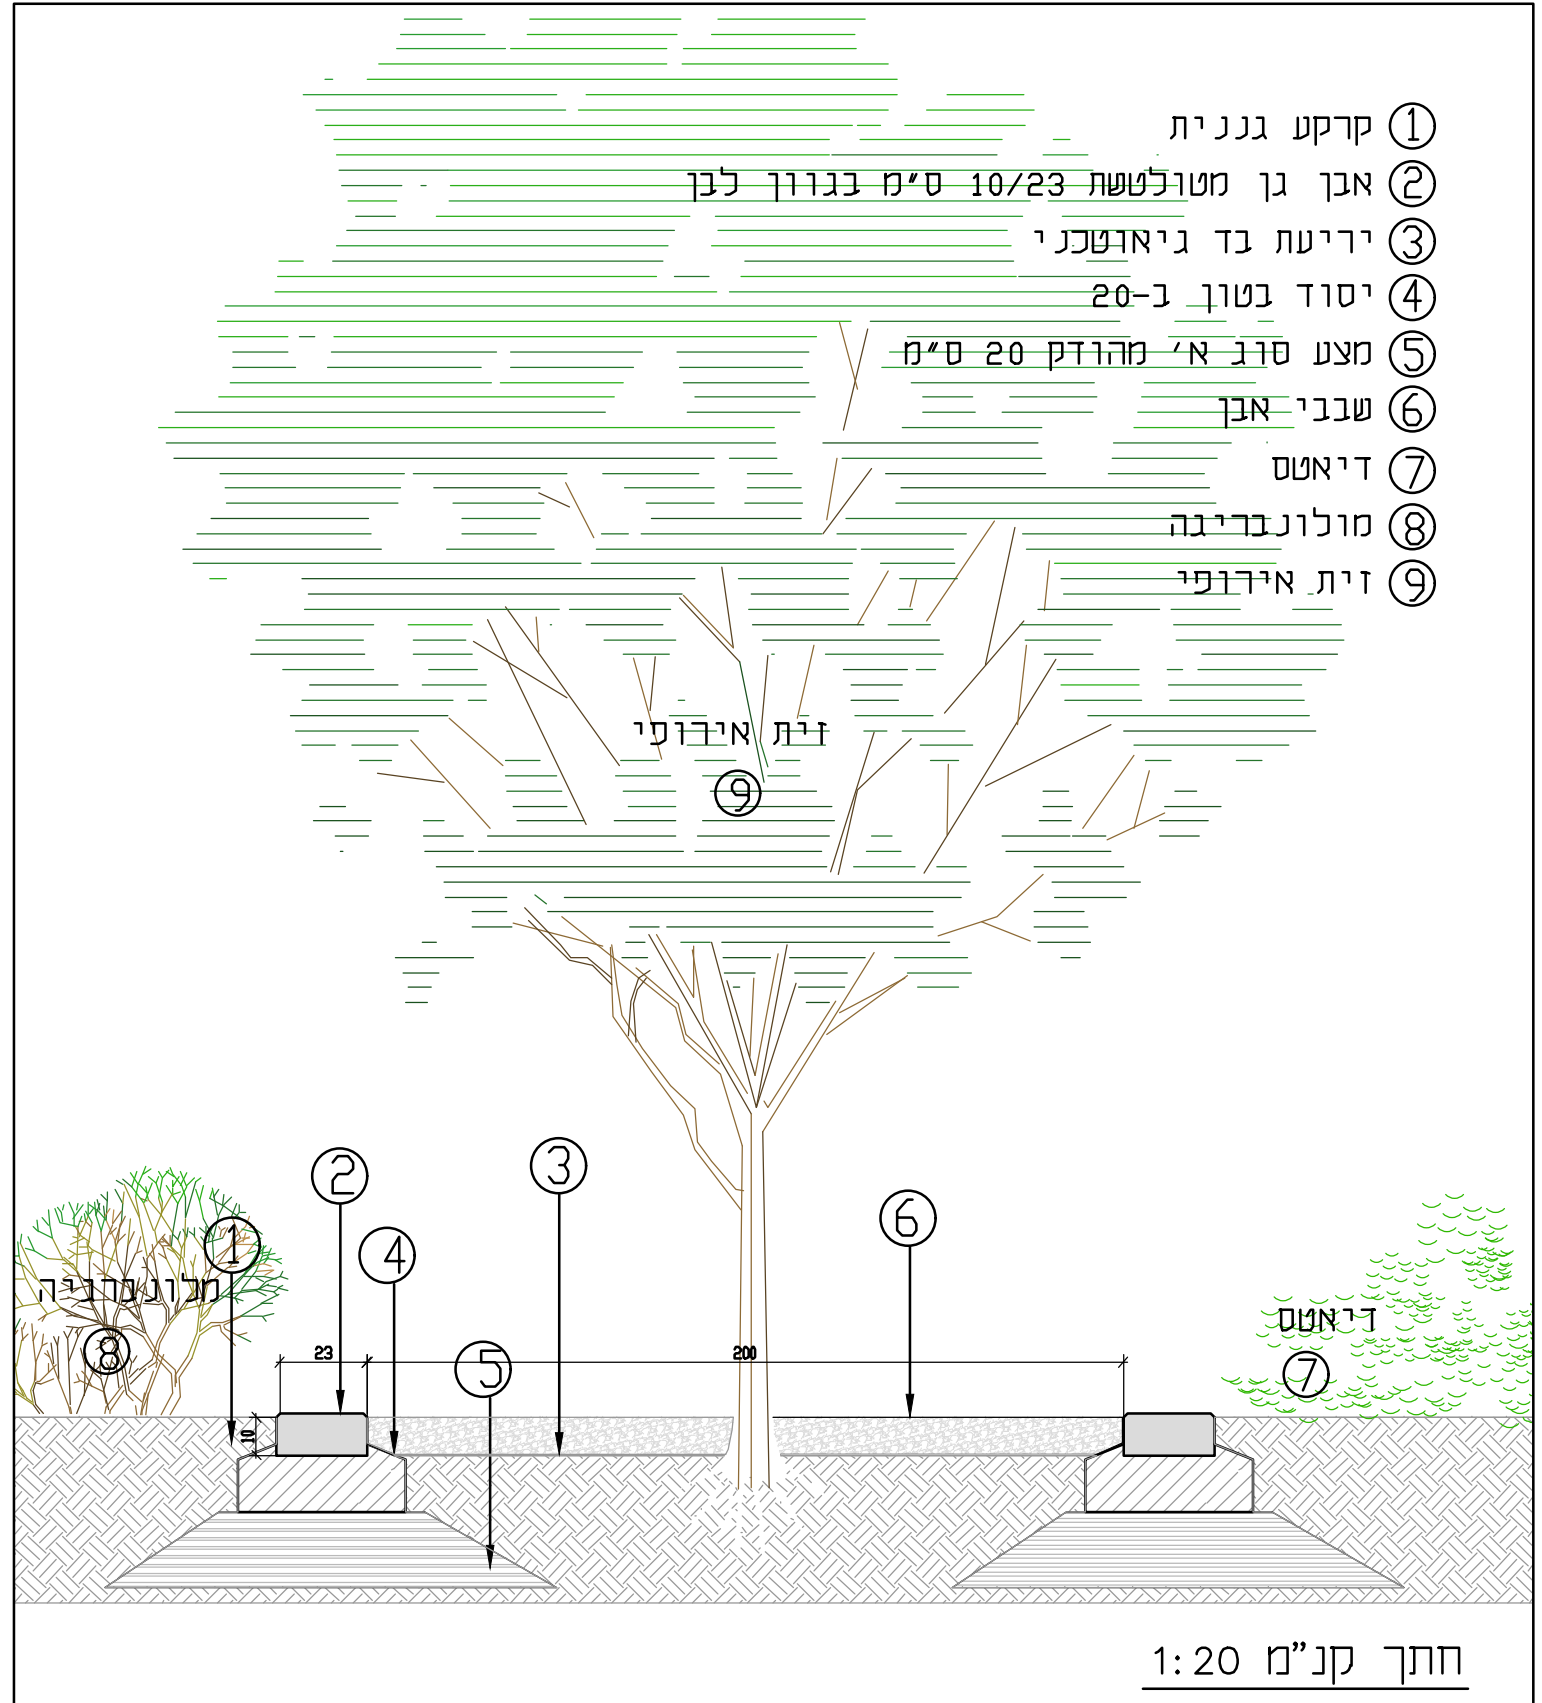 ① קרקע גננית
② אבן גן מטולטשת 10/23 ס"מ בגוון לבן
③ יריעת בד גיאוטכני
④ יסוד בטון ב-20
⑤ מצע סוג א' מהודק 20 ס"מ
⑥ שבבי אבן
⑦ דיאטס
⑧ מולונבריגה
⑨ זית אירופי
זית אירופי
⑨
③
②
⑥
①
④
מלונברגיה
דיאטס
⑧
23
200
⑤
⑦
10
חתך קנ"מ 1:20